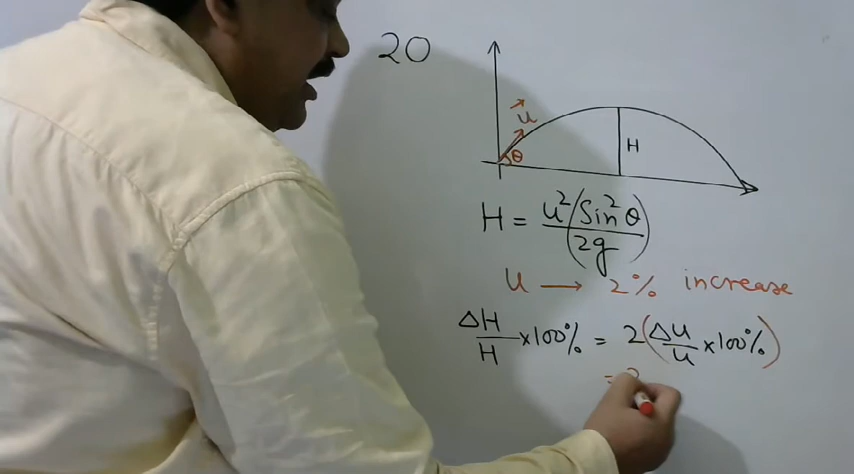 20
u
θ
H
H = u²(Sin²θ / 2g)
u → 2% increase
ΔH/H ×100% = 2(Δu/u ×100%)
=